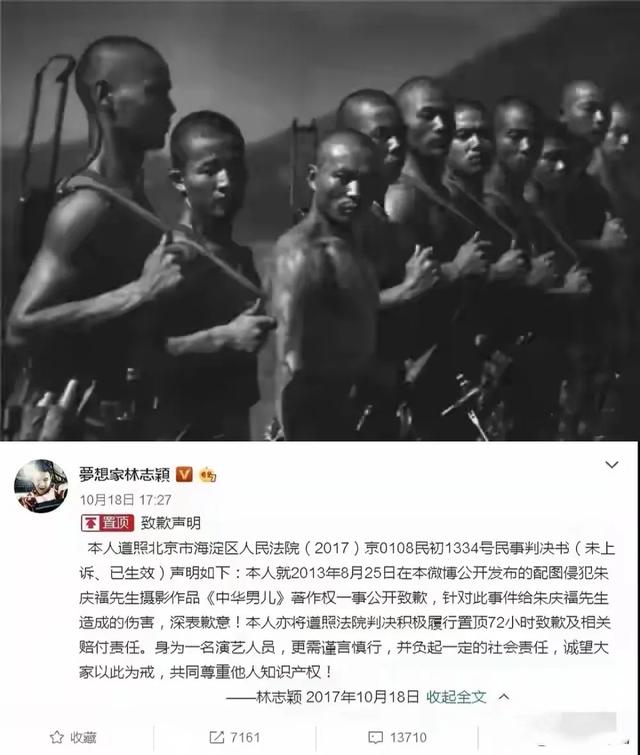 夢想家林志穎
10月18日 17:27
置顶 致歉声明
本人遵照北京市海淀区人民法院（2017）京0108民初1334号民事判决书（未上
诉、已生效）声明如下：本人就2013年8月25日在本微博公开发布的配图侵犯朱
庆福先生摄影作品《中华男儿》著作权一事公开致歉，针对此事件给朱庆福先生
造成的伤害，深表歉意！本人亦将遵照法院判决积极履行置顶72小时致歉及相关
赔付责任。身为一名演艺人员，更需谨言慎行，并负起一定的社会责任，诚望大
家以此为戒，共同尊重他人知识产权！
——林志颖 2017年10月18日 收起全文
收藏 7161 13710